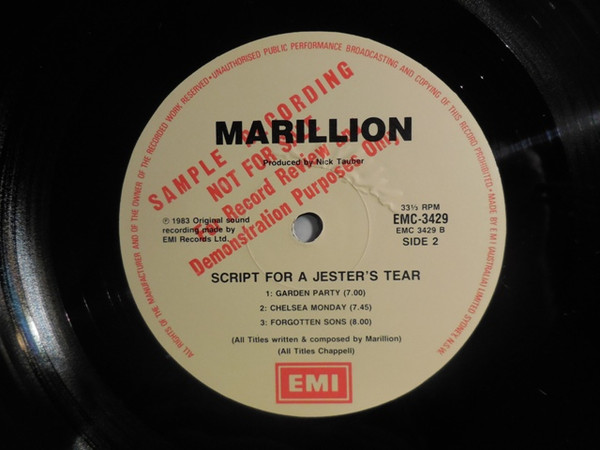 ALL RIGHTS OF THE MANUFACTURER AND OF THE OWNER OF THE RECORDED WORK RESERVED•UNAUTHORISED PUBLIC PERFORMANCE BROADCASTING AND COPYING OF THIS RECORD PROHIBITED•MADE BY E M I (AUSTRALIA) LIMITED SYDNEY, N.S.W.
SAMPLE RECORDING
NOT FOR SALE
For Record Review and
Demonstration Purposes Only
MARILLION
Produced by Nick Tauber
℗ 1983 Original sound
recording made by
EMI Records Ltd.
33⅓ RPM
EMC-3429
EMC 3429 B
SIDE 2
SCRIPT FOR A JESTER'S TEAR
1: GARDEN PARTY (7.00)
2: CHELSEA MONDAY (7.45)
3: FORGOTTEN SONS (8.00)
(All Titles written & composed by Marillion)
(All Titles Chappell)
EMI